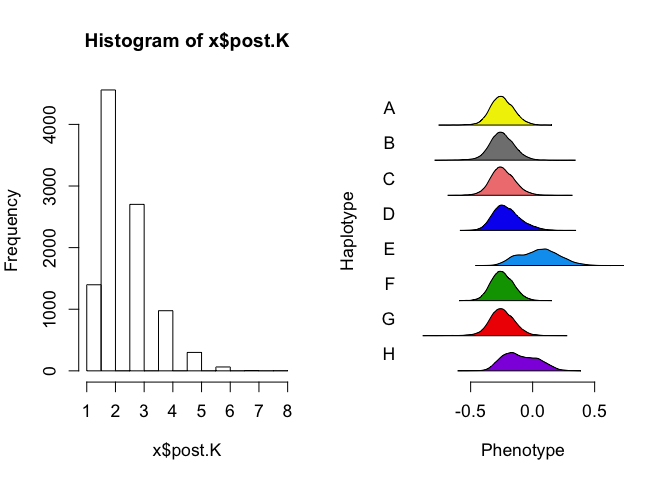 Histogram of x$post.K
Frequency
0
1000
2000
3000
4000
1 2 3 4 5 6 7 8
x$post.K
Haplotype
A
B
C
D
E
F
G
H
-0.5 0.0 0.5
Phenotype